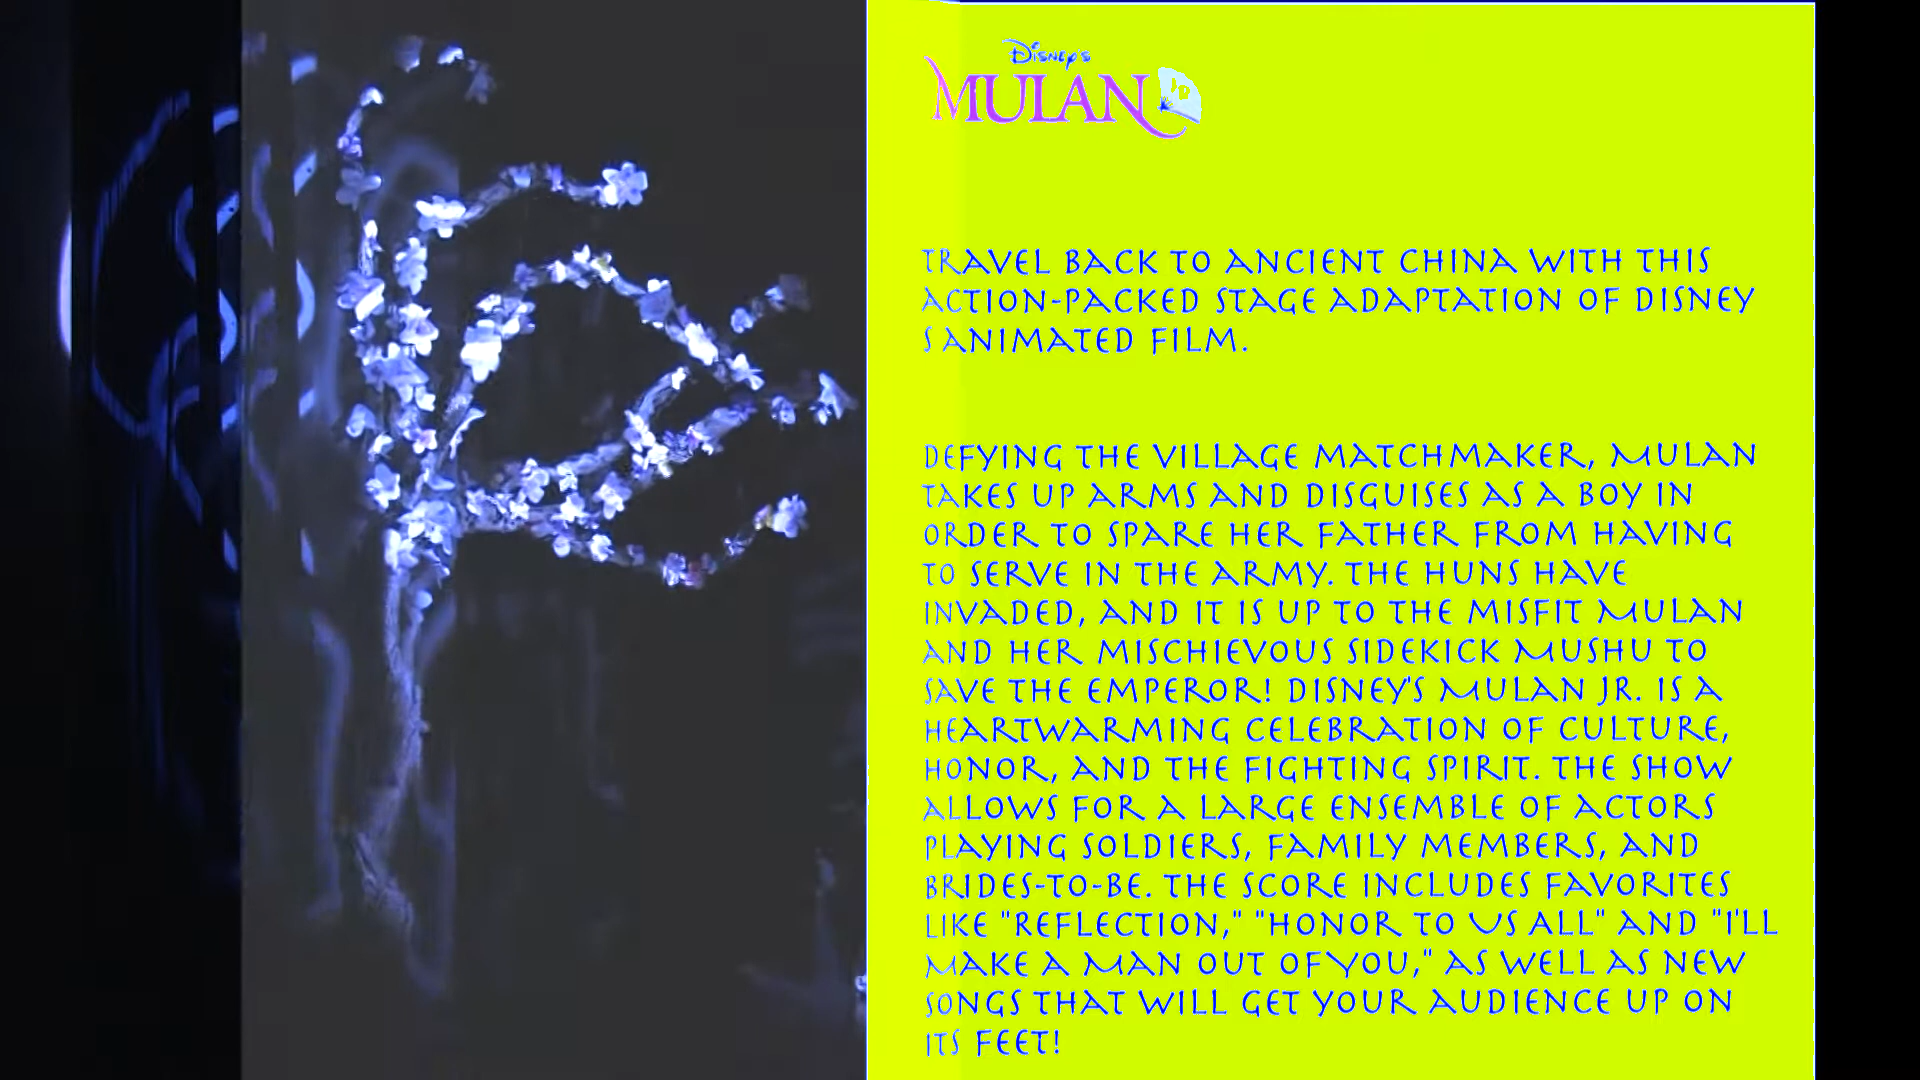 DISNEY'S
MULAN JR
TRAVEL BACK TO ANCIENT CHINA WITH THIS
ACTION-PACKED STAGE ADAPTATION OF DISNEY
S ANIMATED FILM.
DEFYING THE VILLAGE MATCHMAKER, MULAN
TAKES UP ARMS AND DISGUISES AS A BOY IN
ORDER TO SPARE HER FATHER FROM HAVING
TO SERVE IN THE ARMY. THE HUNS HAVE
INVADED, AND IT IS UP TO THE MISFIT MULAN
AND HER MISCHIEVOUS SIDEKICK MUSHU TO
SAVE THE EMPEROR! DISNEY'S MULAN JR. IS A
HEARTWARMING CELEBRATION OF CULTURE,
HONOR, AND THE FIGHTING SPIRIT. THE SHOW
ALLOWS FOR A LARGE ENSEMBLE OF ACTORS
PLAYING SOLDIERS, FAMILY MEMBERS, AND
BRIDES-TO-BE. THE SCORE INCLUDES FAVORITES
LIKE "REFLECTION," "HONOR TO US ALL" AND "I'LL
MAKE A MAN OUT OF YOU," AS WELL AS NEW
SONGS THAT WILL GET YOUR AUDIENCE UP ON
ITS FEET!